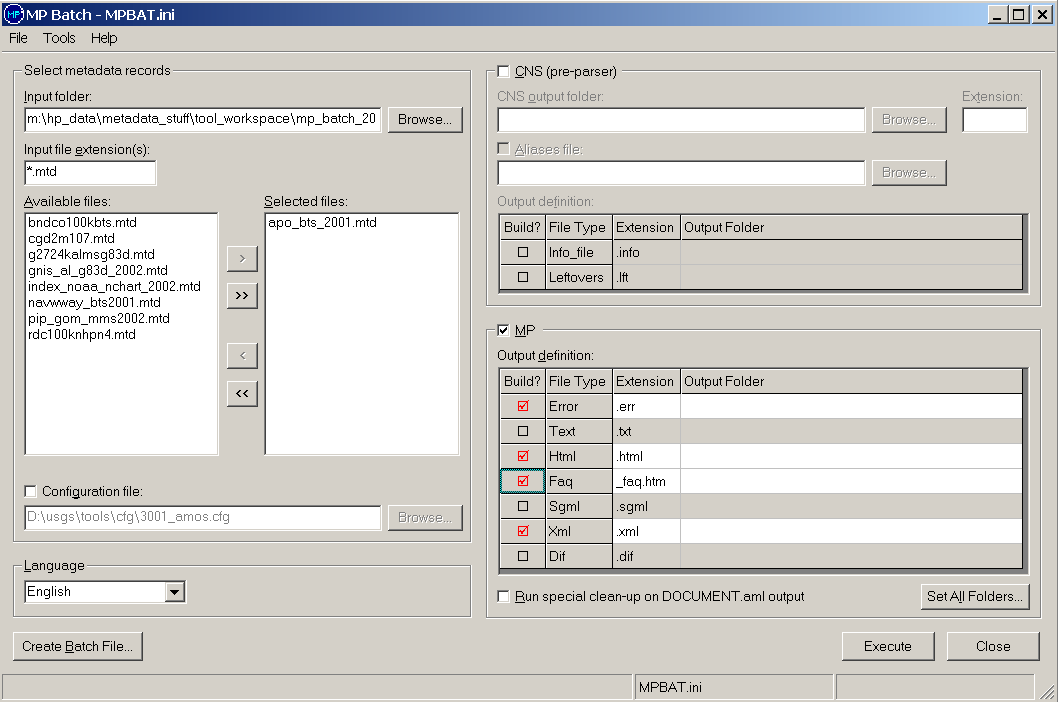 MP Batch - MPBAT.ini
File Tools Help
Select metadata records
Input folder:
m:\hp_data\metadata_stuff\tool_workspace\mp_batch_20
Browse...
Input file extension(s):
*.mtd
Available files:
bndco100kbts.mtd
cgd2m107.mtd
g2724kalmsg83d.mtd
gnis_al_g83d_2002.mtd
index_noaa_nchart_2002.mtd
navwway_bts2001.mtd
pip_gom_mms2002.mtd
rdc100knhpn4.mtd
>
>>
<
<<
Selected files:
apo_bts_2001.mtd
Configuration file:
D:\usgs\tools\cfg\3001_amos.cfg
Browse...
Language
English
Create Batch File...
CNS (pre-parser)
CNS output folder:
Browse...
Extension:
Aliases file:
Browse...
Output definition:
Build? File Type Extension Output Folder
Info_file .info
Leftovers .lft
MP
Output definition:
Build? File Type Extension Output Folder
Error .err
Text .txt
Html .html
Faq _faq.htm
Sgml .sgml
Xml .xml
Dif .dif
Run special clean-up on DOCUMENT.aml output
Set All Folders...
Execute
Close
MPBAT.ini